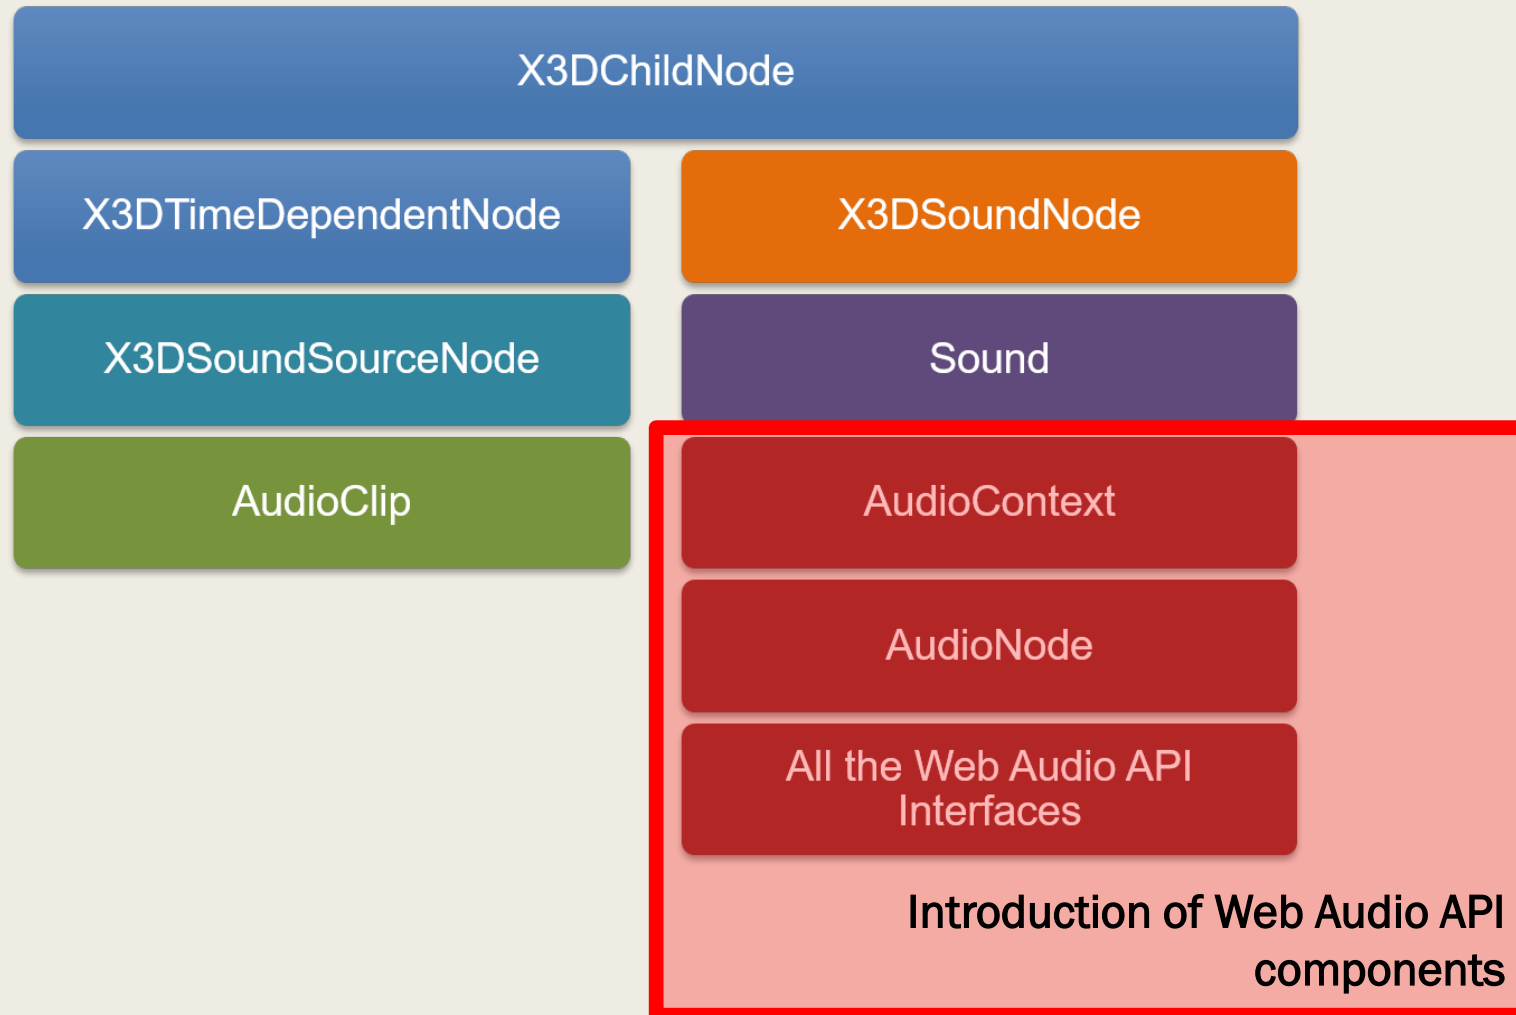 X3DChildNode
X3DTimeDependentNode
X3DSoundNode
X3DSoundSourceNode
Sound
AudioClip
AudioContext
AudioNode
All the Web Audio API
Interfaces
Introduction of Web Audio API
components